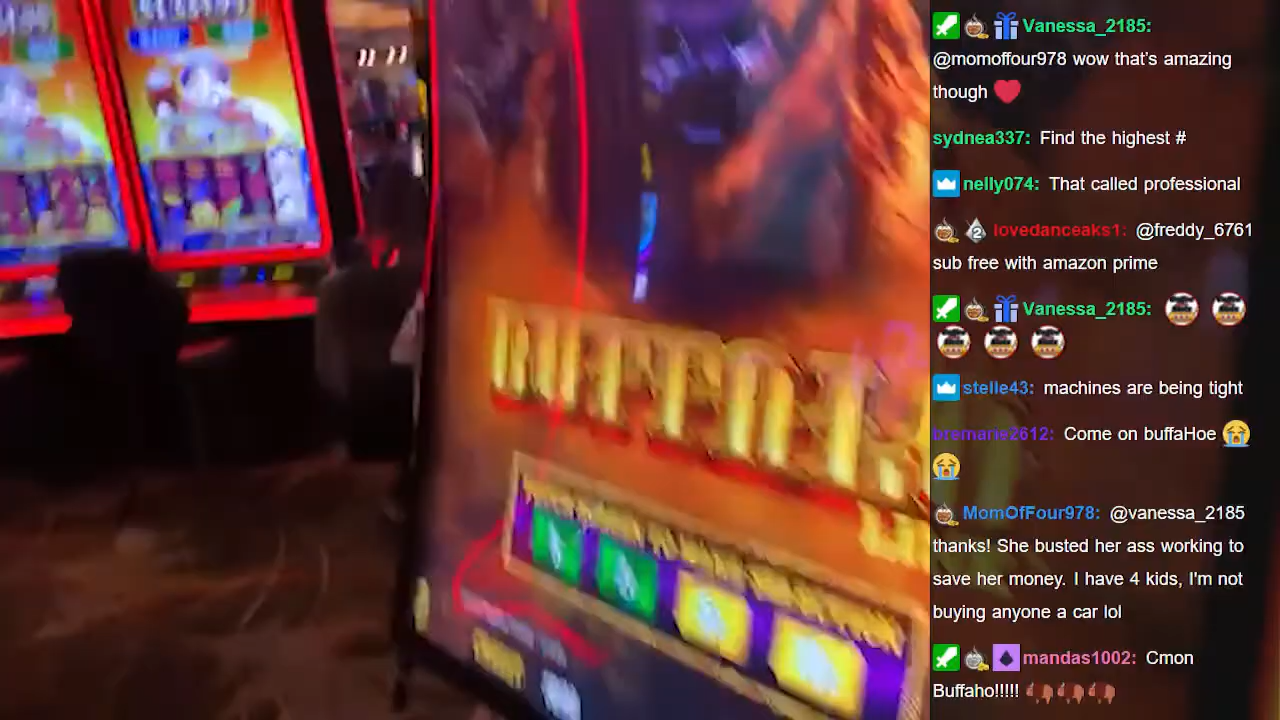 Vanessa_2185:
@momoffour978 wow that's amazing
though
sydnea337: Find the highest #
nelly074: That called professional
lovedanceaks1: @freddy_6761
sub free with amazon prime
Vanessa_2185:
stelle43: machines are being tight
bremarie2612: Come on buffaHoe
MomOfFour978: @vanessa_2185
thanks! She busted her ass working to
save her money. I have 4 kids, I'm not
buying anyone a car lol
mandas1002: Cmon
Buffaho!!!!!